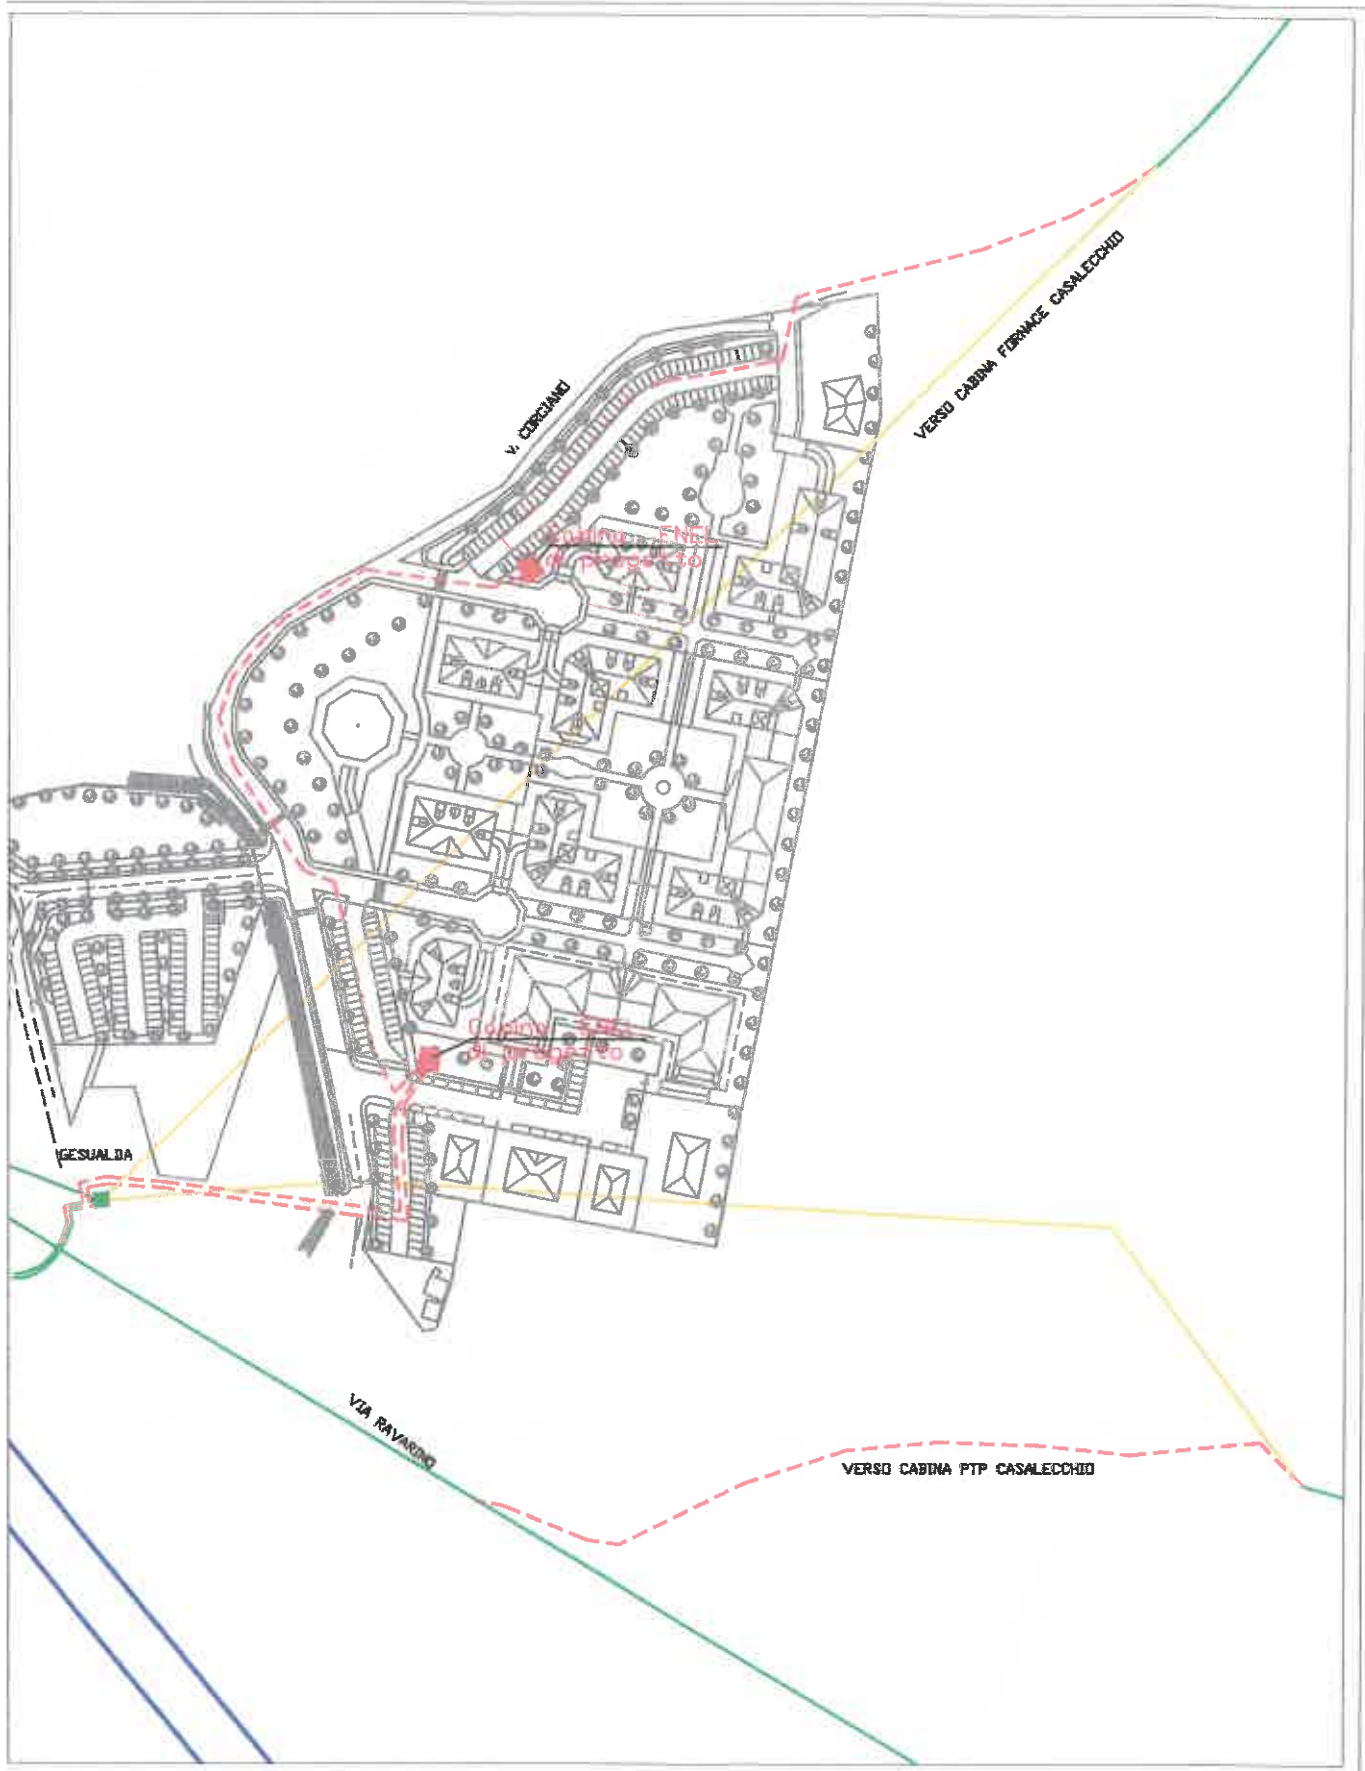 VERSO CABINA FORNACE CASALECCHIO
V. CORGIANO
Cabina ENEL
di progetto
Cabina ENEL
di progetto
GESUALDA
VIA RAVARINO
VERSO CABINA PTP CASALECCHIO